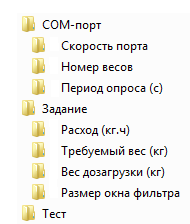 COM-порт
Скорость порта
Номер весов
Период опроса (с)
Задание
Расход (кг.ч)
Требуемый вес (кг)
Вес дозагрузки (кг)
Размер окна фильтра
Тест